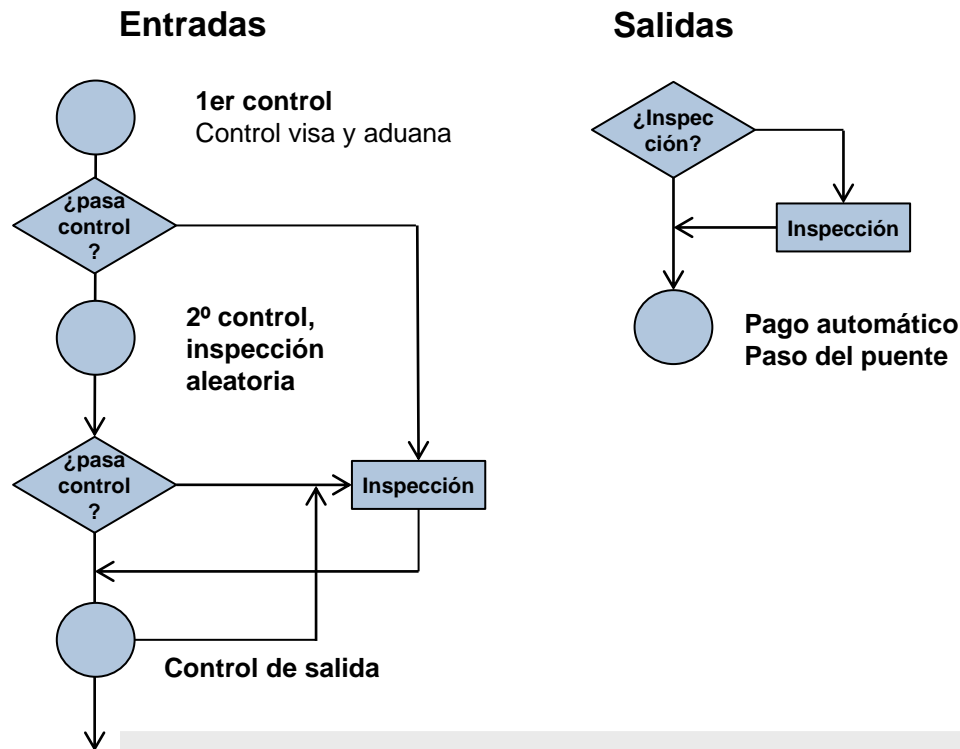 Entradas
1er control
Control visa y aduana
¿pasa
control
?
2º control,
inspección
aleatoria
¿pasa
control
?
Inspección
Control de salida
Salidas
¿Inspec
ción?
Inspección
Pago automático
Paso del puente